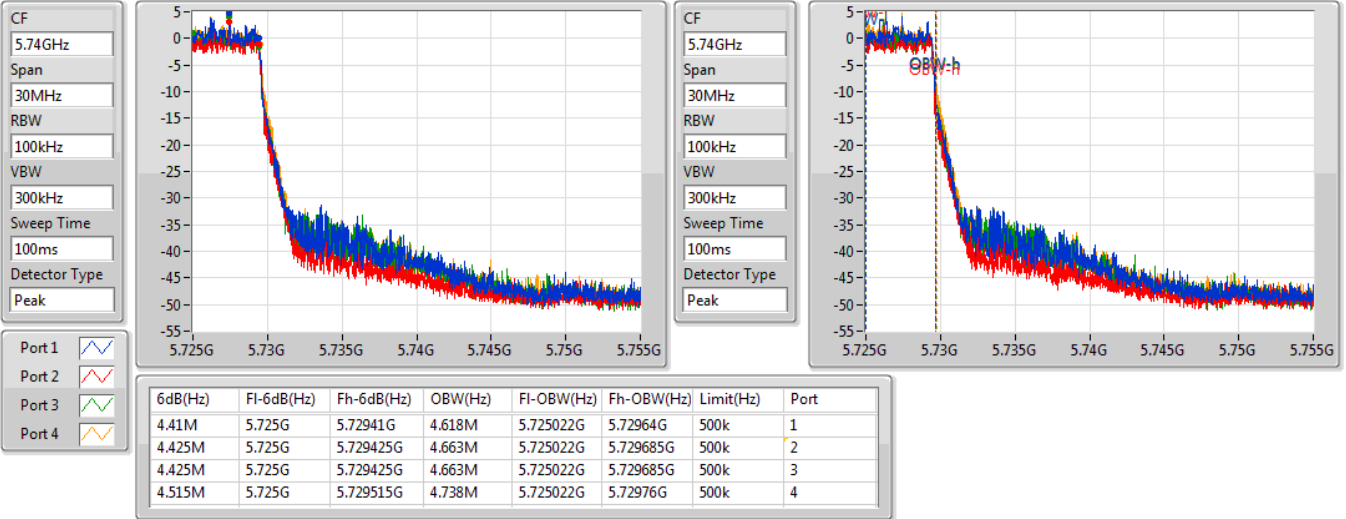 CF
5.74GHz
Span
30MHz
RBW
100kHz
VBW
300kHz
Sweep Time
100ms
Detector Type
Peak
5
0
-5
-10
-15
-20
-25
-30
-35
-40
-45
-50
-55
5.725G 5.73G 5.735G 5.74G 5.745G 5.75G 5.755G
CF
5.74GHz
Span
30MHz
RBW
100kHz
VBW
300kHz
Sweep Time
100ms
Detector Type
Peak
5
0
-5
-10
-15
-20
-25
-30
-35
-40
-45
-50
-55
OBW-h
5.725G 5.73G 5.735G 5.74G 5.745G 5.75G 5.755G
Port 1
Port 2
Port 3
Port 4
6dB(Hz) Fl-6dB(Hz) Fh-6dB(Hz) OBW(Hz) Fl-OBW(Hz) Fh-OBW(Hz) Limit(Hz) Port
4.41M 5.725G 5.72941G 4.618M 5.725022G 5.72964G 500k 1
4.425M 5.725G 5.729425G 4.663M 5.725022G 5.729685G 500k 2
4.425M 5.725G 5.729425G 4.663M 5.725022G 5.729685G 500k 3
4.515M 5.725G 5.729515G 4.738M 5.725022G 5.72976G 500k 4